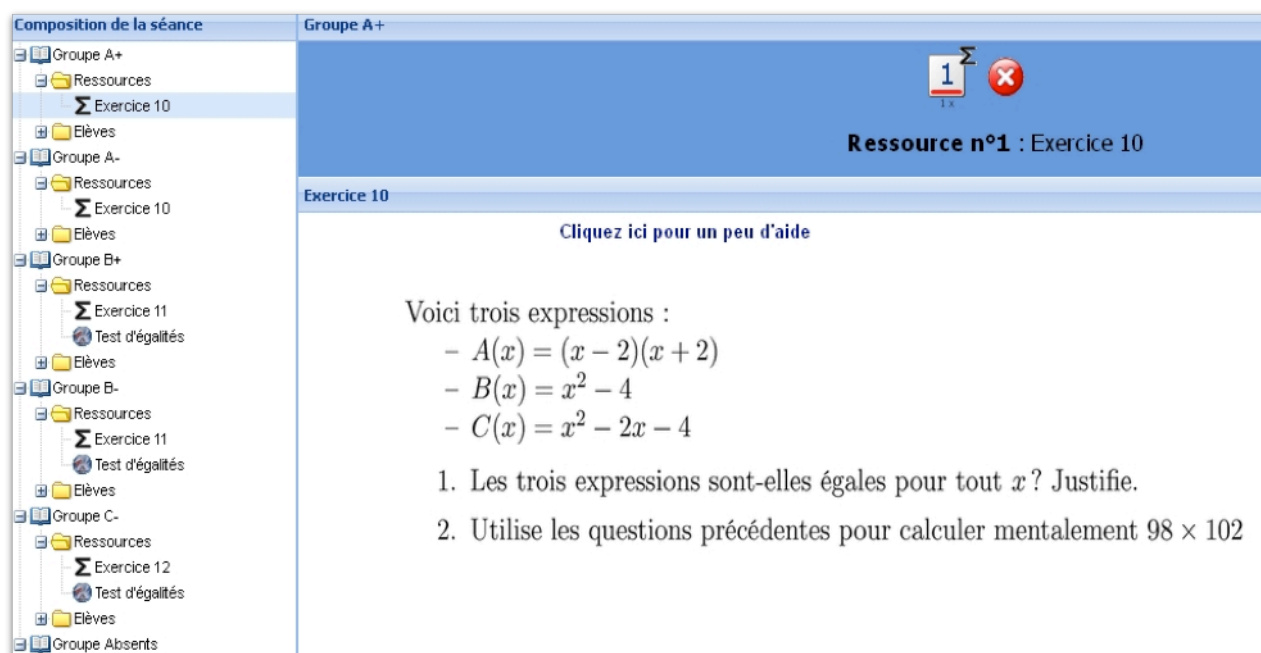 Composition de la séance
Groupe A+
Ressources
Exercice 10
Elèves
Groupe A-
Ressources
Exercice 10
Elèves
Groupe B+
Ressources
Exercice 11
Test d'égalités
Elèves
Groupe B-
Ressources
Exercice 11
Test d'égalités
Elèves
Groupe C-
Ressources
Exercice 12
Test d'égalités
Elèves
Groupe Absents
Groupe A+
1 Σ
1 x
Ressource n°1 : Exercice 10
Exercice 10
Cliquez ici pour un peu d'aide
Voici trois expressions :
– A(x) = (x − 2)(x + 2)
– B(x) = x² − 4
– C(x) = x² − 2x − 4
1. Les trois expressions sont-elles égales pour tout x ? Justifie.
2. Utilise les questions précédentes pour calculer mentalement 98 × 102